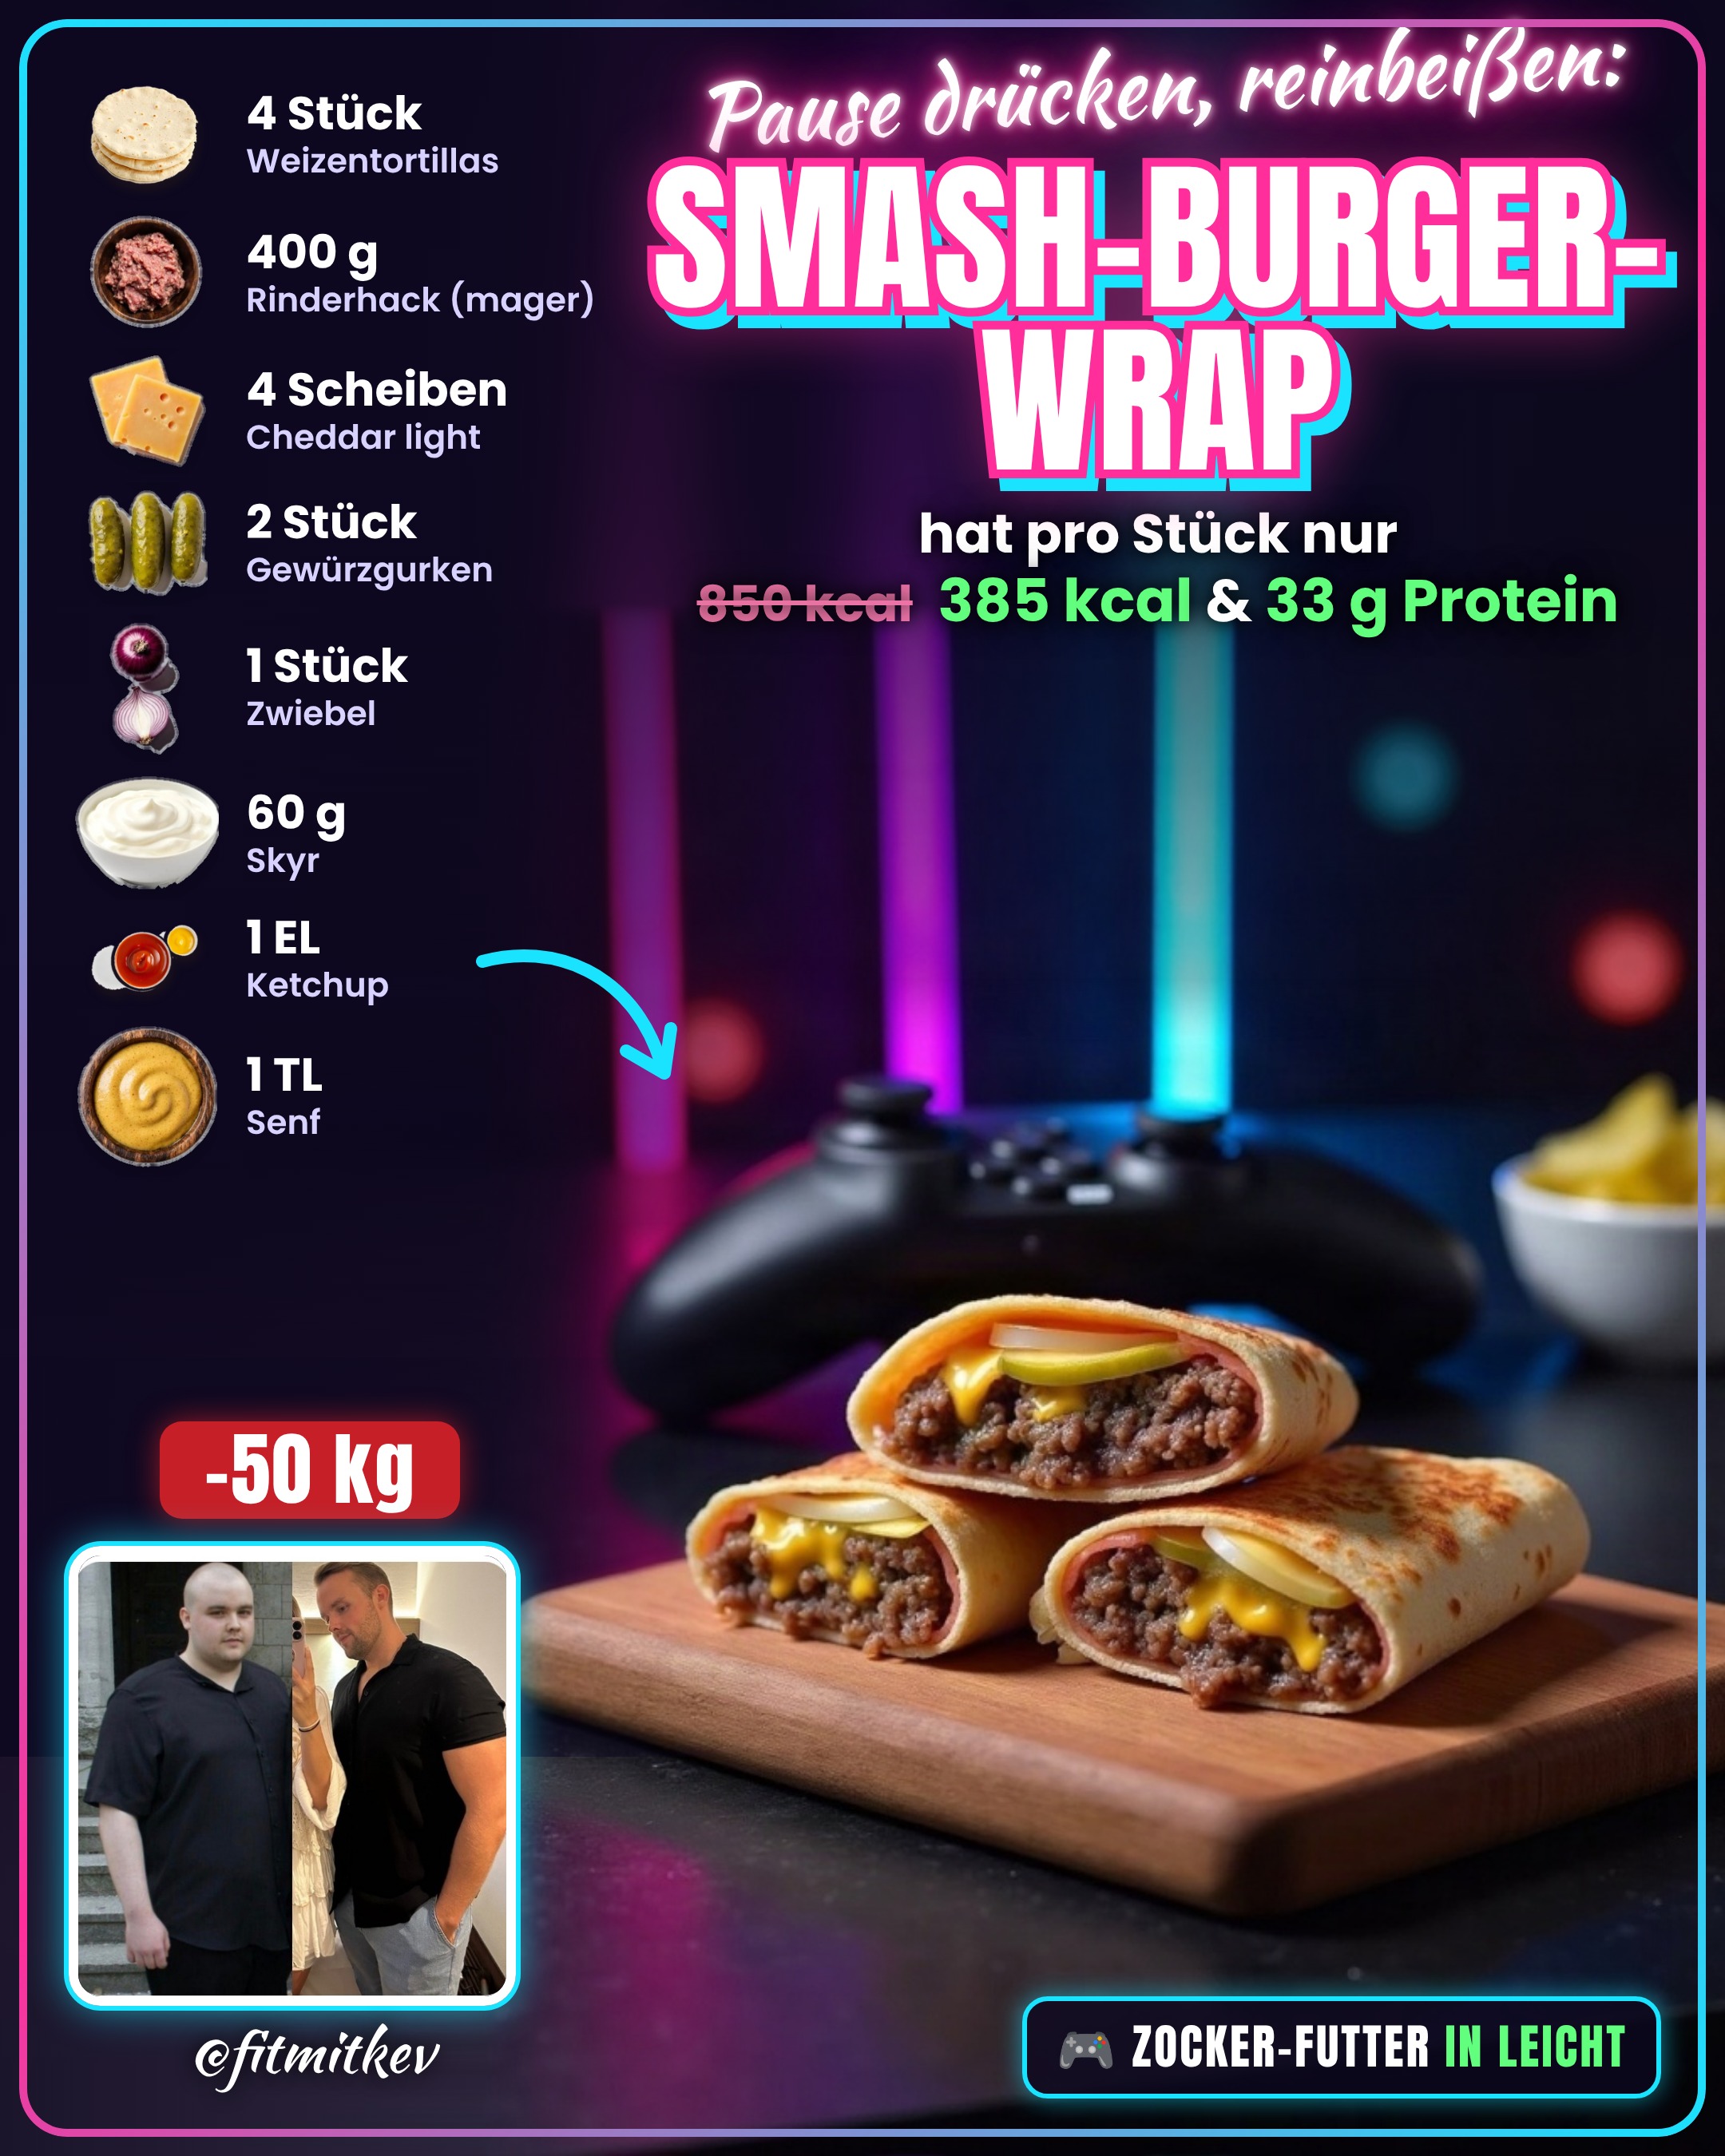 Pause drücken, reinbeißen:
SMASH-BURGER-
WRAP
hat pro Stück nur
850 kcal 385 kcal & 33 g Protein
4 Stück
Weizentortillas
400 g
Rinderhack (mager)
4 Scheiben
Cheddar light
2 Stück
Gewürzgurken
1 Stück
Zwiebel
60 g
Skyr
1 EL
Ketchup
1 TL
Senf
-50 kg
@fitmitkev
🎮 ZOCKER-FUTTER IN LEICHT